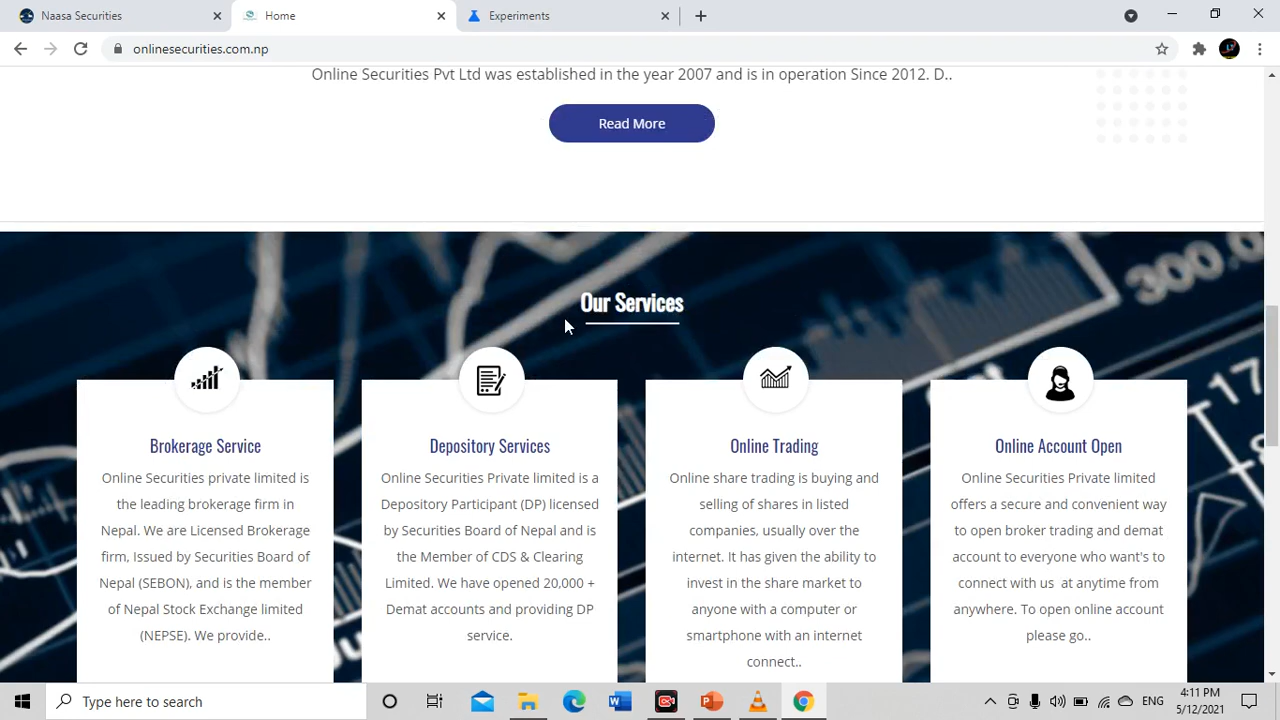 Naasa Securities
Home
Experiments
onlinesecurities.com.np
Online Securities Pvt Ltd was established in the year 2007 and is in operation Since 2012. D..
Read More
300.0
Our Services
Brokerage Service
Online Securities private limited is
the leading brokerage firm in
Nepal. We are Licensed Brokerage
firm, Issued by Securities Board of
Nepal (SEBON), and is the member
of Nepal Stock Exchange limited
(NEPSE). We provide..
Depository Services
Online Securities Private limited is a
Depository Participant (DP) licensed
by Securities Board of Nepal and is
the Member of CDS & Clearing
Limited. We have opened 20,000 +
Demat accounts and providing DP
service.
Online Trading
Online share trading is buying and
selling of shares in listed
companies, usually over the
internet. It has given the ability to
invest in the share market to
anyone with a computer or
smartphone with an internet
connect..
Online Account Open
Online Securities Private limited
offers a secure and convenient way
to open broker trading and demat
account to everyone who want's to
connect with us at anytime from
anywhere. To open online account
please go..
Type here to search
ENG
4:11 PM
5/12/2021